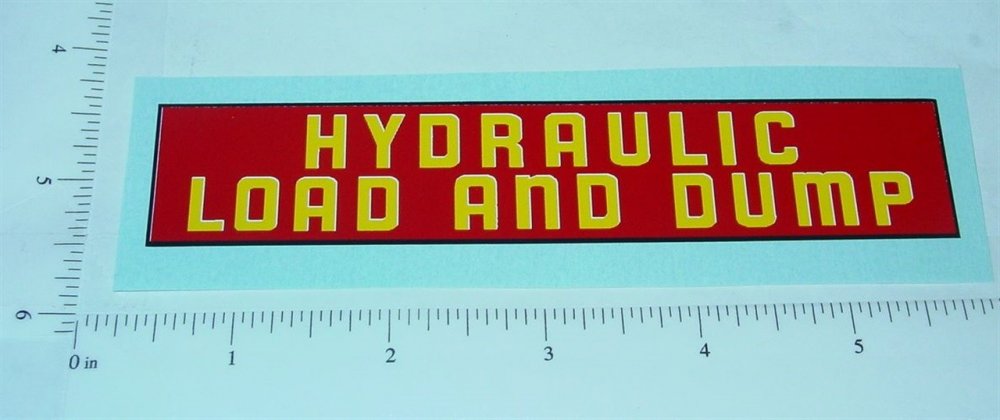 HYDRAULIC
LOAD AND DUMP
4
5
6
0 in 1 2 3 4 5